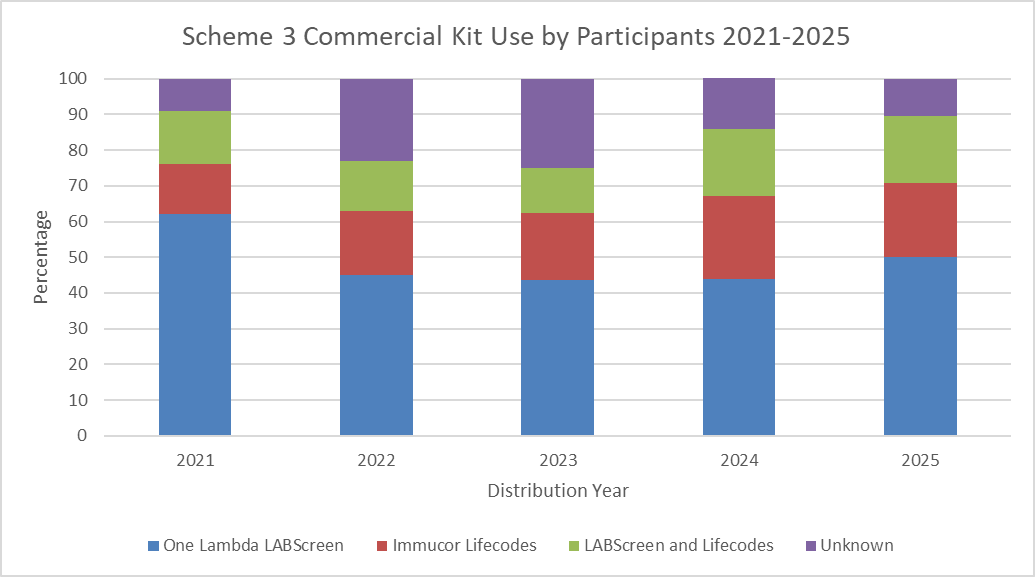 Scheme 3 Commercial Kit Use by Participants 2021-2025
100
90
80
70
60
50
40
30
20
10
0
Percentage
2021 2022 2023 2024 2025
Distribution Year
One Lambda LABScreen Immucor Lifecodes LABScreen and Lifecodes Unknown